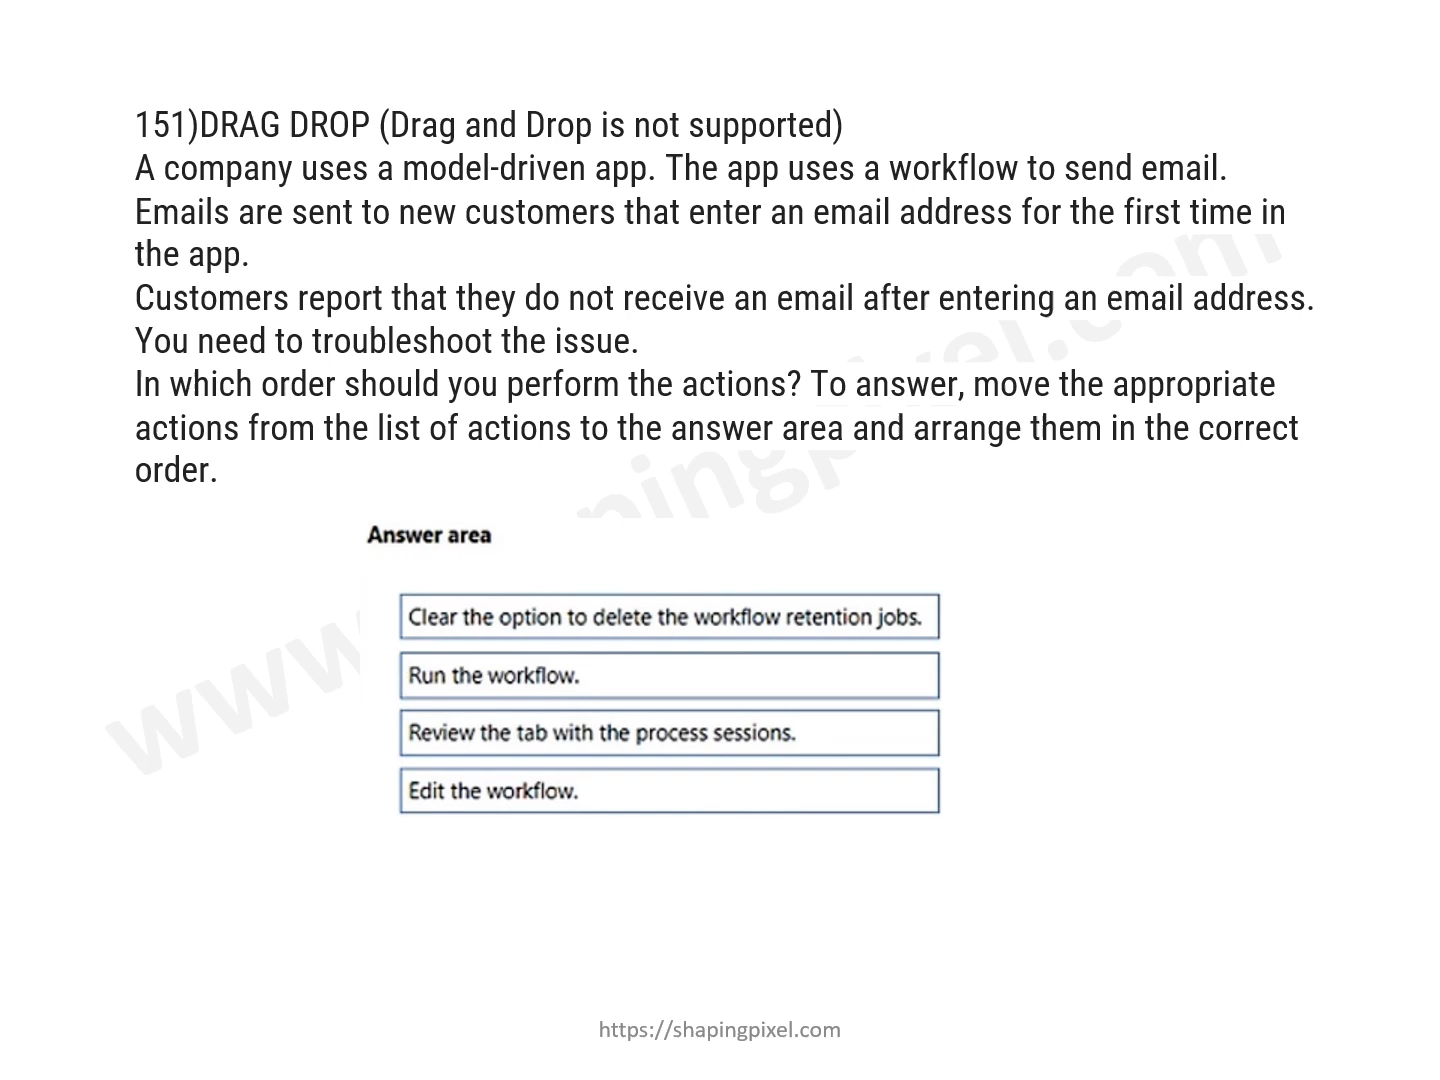 151)DRAG DROP (Drag and Drop is not supported)
A company uses a model-driven app. The app uses a workflow to send email.
Emails are sent to new customers that enter an email address for the first time in
the app.
Customers report that they do not receive an email after entering an email address.
You need to troubleshoot the issue.
In which order should you perform the actions? To answer, move the appropriate
actions from the list of actions to the answer area and arrange them in the correct
order.
Answer area
Clear the option to delete the workflow retention jobs.
Run the workflow.
Review the tab with the process sessions.
Edit the workflow.
https://shapingpixel.com